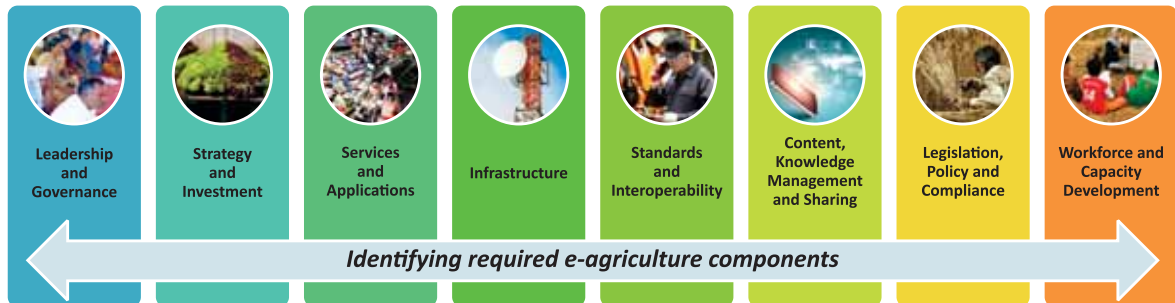 Leadership
and
Governance
Strategy
and
Investment
Services
and
Applications
Infrastructure
Standards
and
Interoperability
Content,
Knowledge
Management
and Sharing
Legislation,
Policy and
Compliance
Workforce and
Capacity
Development
Identifying required e-agriculture components